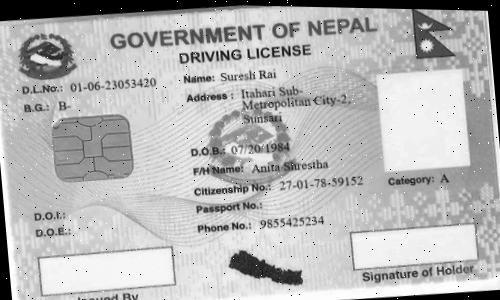 GOVERNMENT OF NEPAL
DRIVING LICENSE
D.L.No.: 01-06-23053420
B.G.: B-
Name: Suresh Rai
Address : Itahari Sub-
Metropolitan City-2,
Sunsari
D.O.B.: 07/20/1984
F/H Name: Anita Shrestha
Citizenship No.: 27-01-78-59152
Passport No.:
Phone No.: 9855425234
Category: A
D.O.I.:
D.O.E.:
Issued By
Signature of Holder